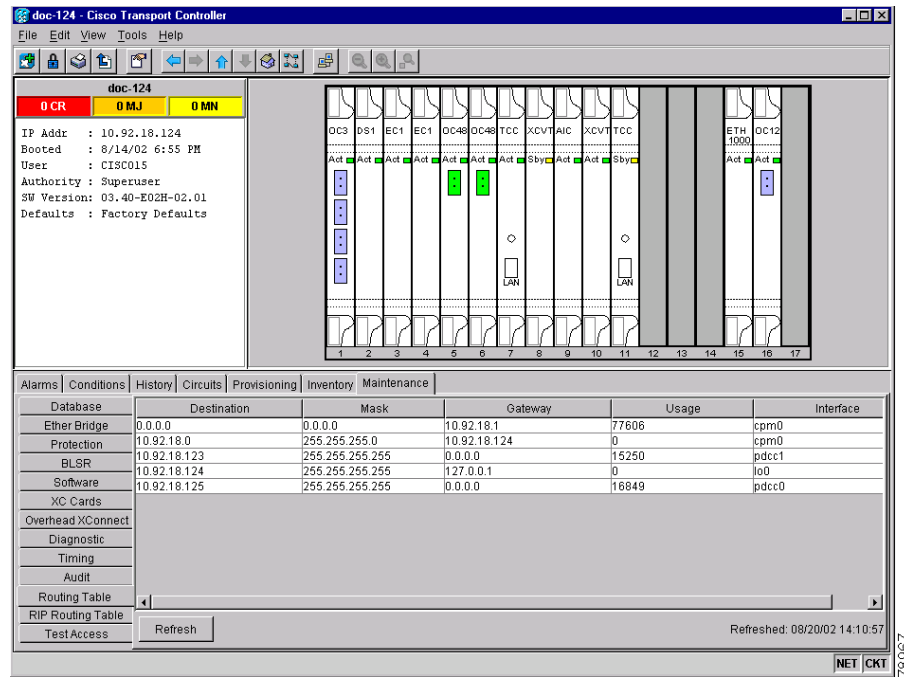 doc-124 - Cisco Transport Controller
File Edit View Tools Help
doc-124
0 CR 0 MJ 0 MN
IP Addr : 10.92.18.124
Booted : 8/14/02 6:55 PM
User : CISCO15
Authority : Superuser
SW Version: 03.40-E02H-02.01
Defaults : Factory Defaults
OC3 DS1 EC1 EC1 OC48 OC48 TCC XCVT AIC XCVT TCC ETH 1000 OC12
Act Act Act Act Act Act Act Sby Act Act Sby Act Act
LAN LAN
1 2 3 4 5 6 7 8 9 10 11 12 13 14 15 16 17
Alarms Conditions History Circuits Provisioning Inventory Maintenance
Database
Ether Bridge
Protection
BLSR
Software
XC Cards
Overhead XConnect
Diagnostic
Timing
Audit
Routing Table
RIP Routing Table
Test Access
Destination Mask Gateway Usage Interface
0.0.0.0 0.0.0.0 10.92.18.1 77606 cpm0
10.92.18.0 255.255.255.0 10.92.18.124 0 cpm0
10.92.18.123 255.255.255.255 0.0.0.0 15250 pdcc1
10.92.18.124 255.255.255.255 127.0.0.1 0 lo0
10.92.18.125 255.255.255.255 0.0.0.0 16849 pdcc0
Refresh
Refreshed: 08/20/02 14:10:57
NET CKT
78967